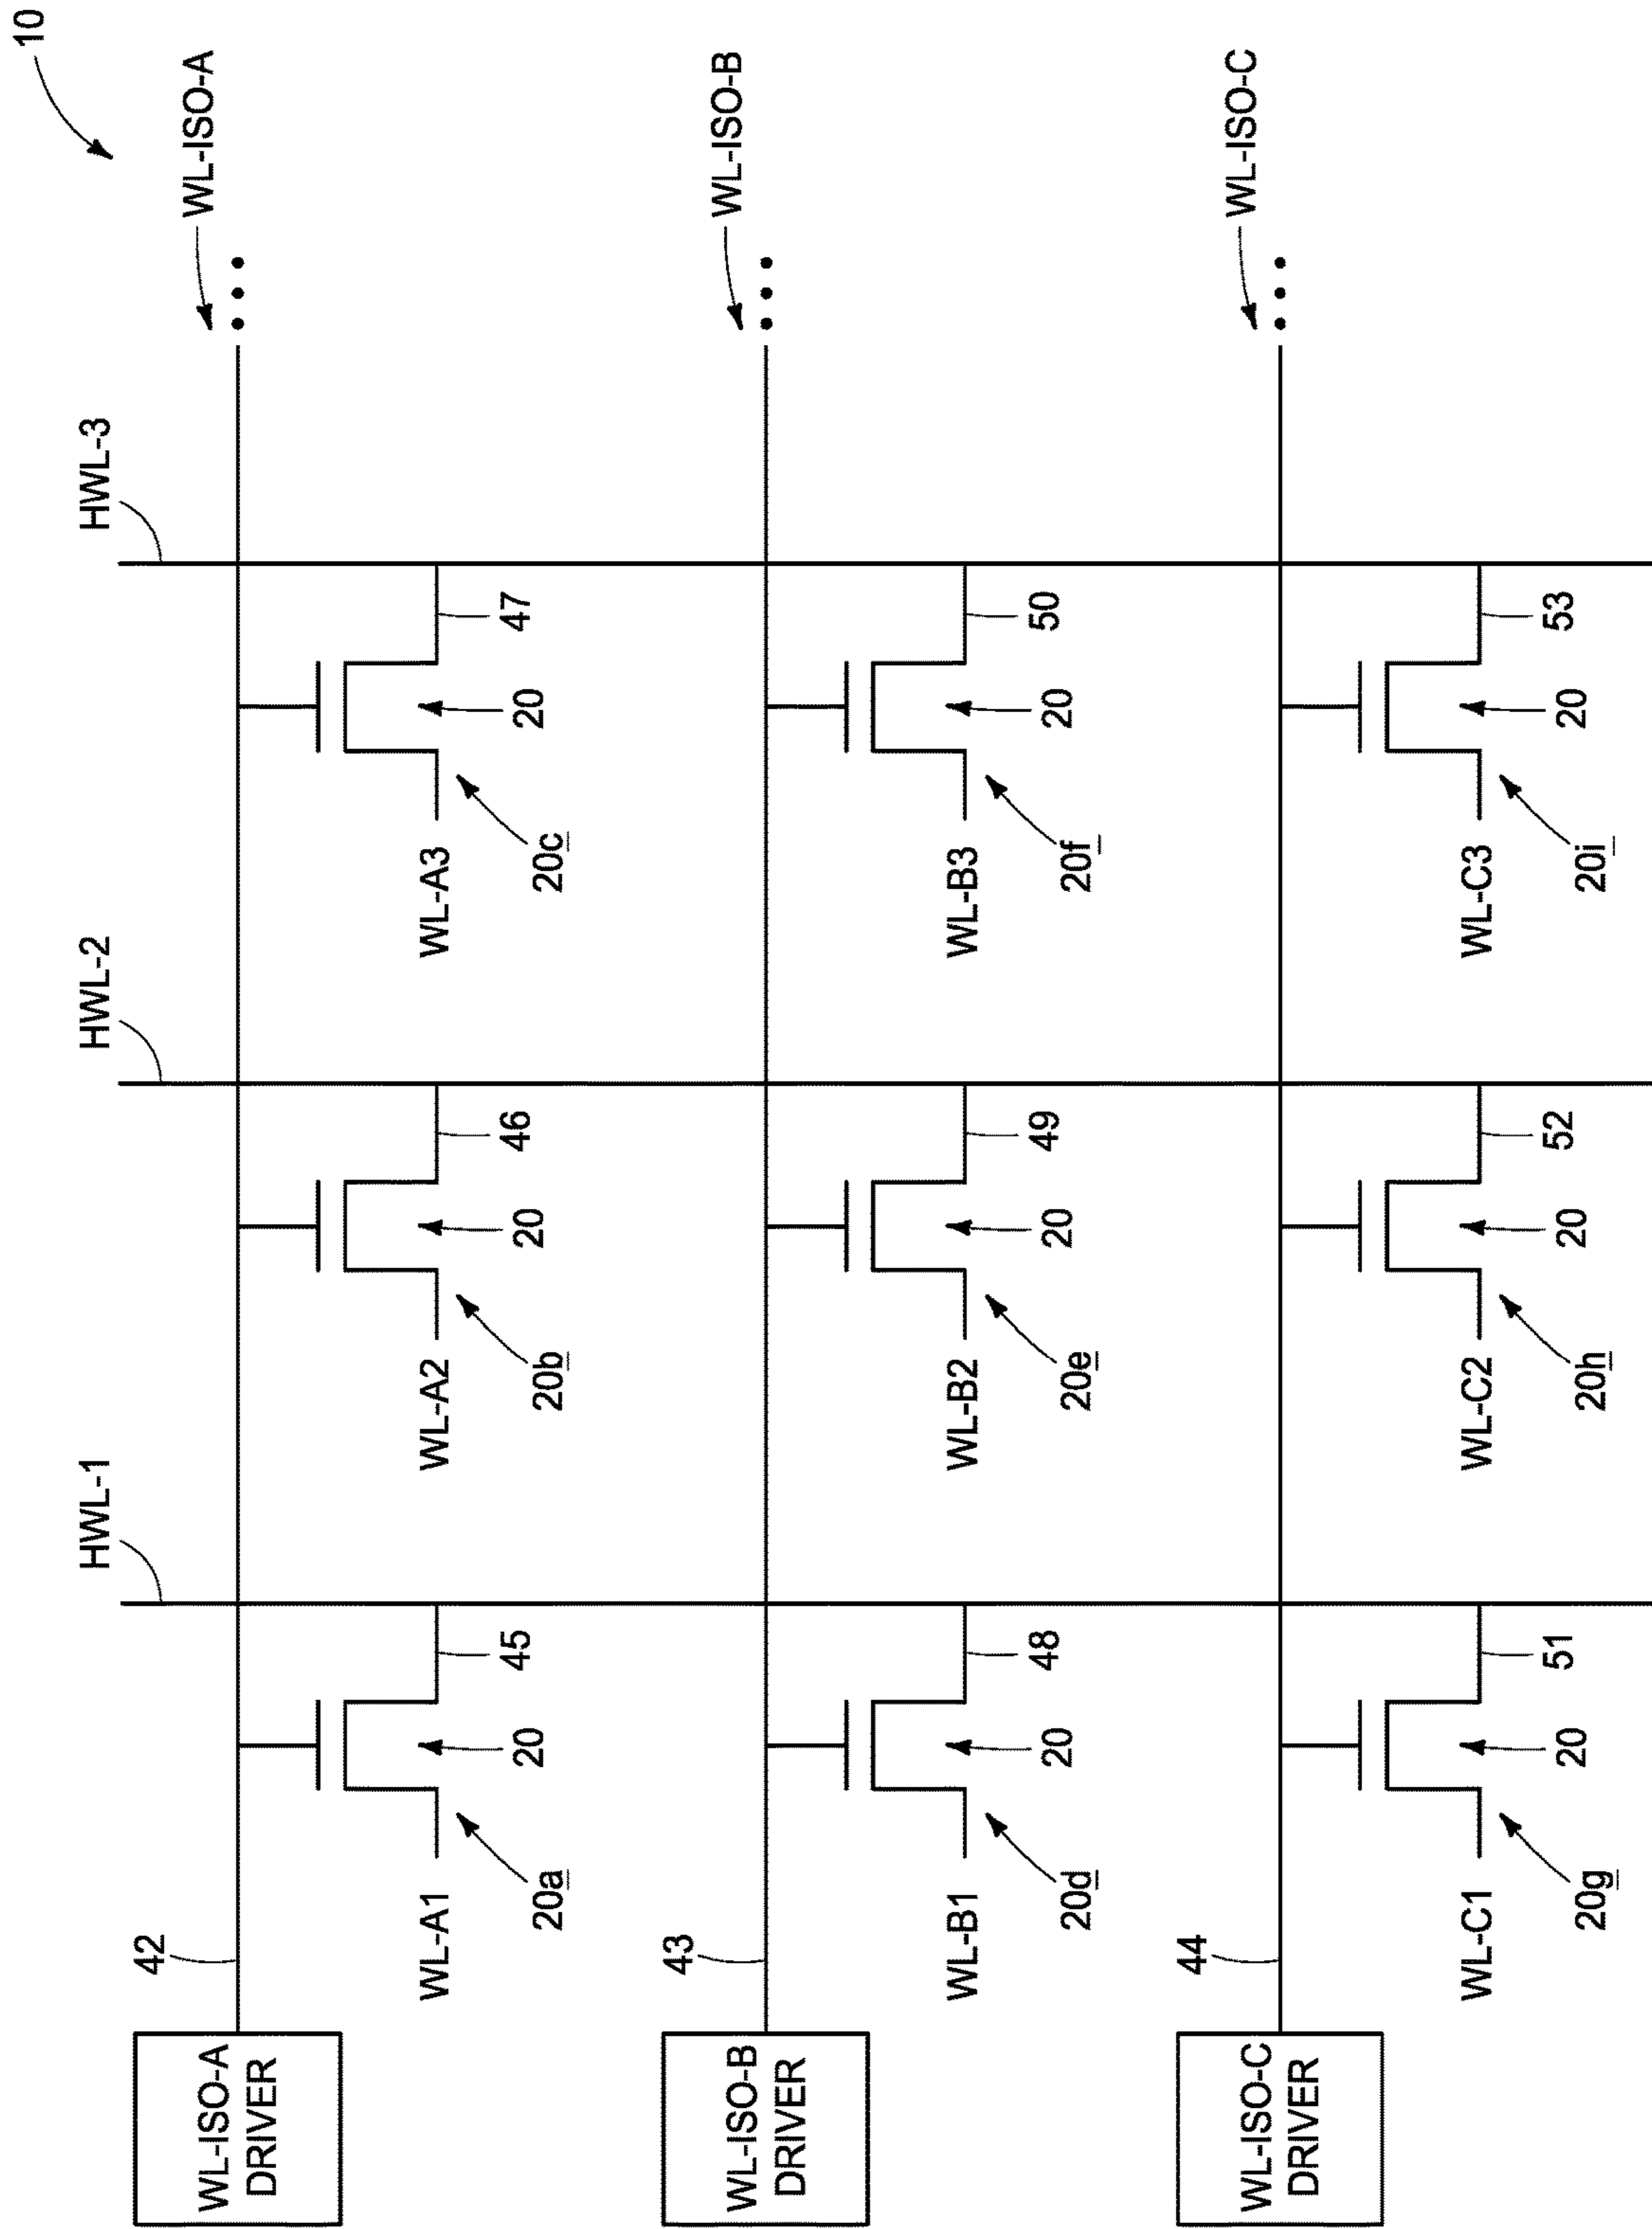 10
HWL-1
HWL-2
HWL-3
WL-ISO-A
DRIVER
42
WL-ISO-A
WL-A1
20a
20
45
WL-A2
20b
20
46
WL-A3
20c
20
47
WL-ISO-B
DRIVER
43
WL-ISO-B
WL-B1
20d
20
48
WL-B2
20e
20
49
WL-B3
20f
20
50
WL-ISO-C
DRIVER
44
WL-ISO-C
WL-C1
20g
20
51
WL-C2
20h
20
52
WL-C3
20i
20
53